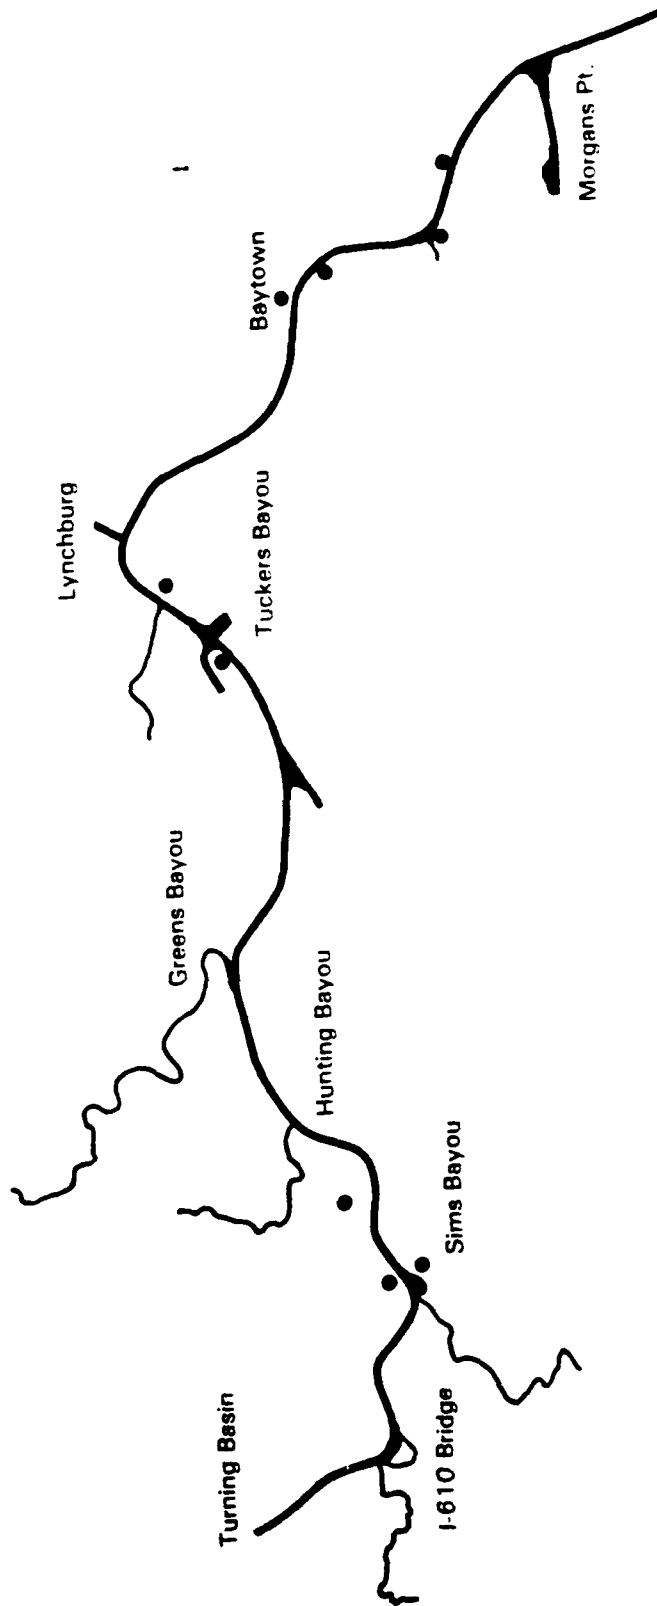 Turning Basin
I-610 Bridge
Sims Bayou
Hunting Bayou
Greens Bayou
Tuckers Bayou
Lynchburg
Baytown
Morgans Pt.